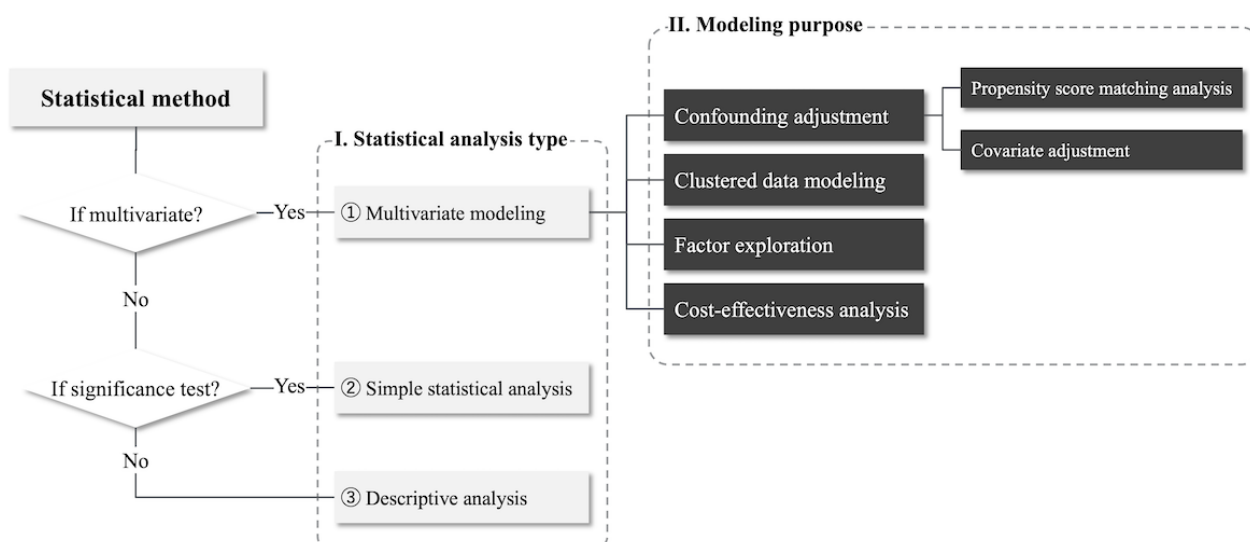 II. Modeling purpose
Statistical method
Propensity score matching analysis
Confounding adjustment
I. Statistical analysis type
Covariate adjustment
Clustered data modeling
If multivariate?
Yes
① Multivariate modeling
Factor exploration
No
Cost-effectiveness analysis
If significance test?
Yes
② Simple statistical analysis
No
③ Descriptive analysis